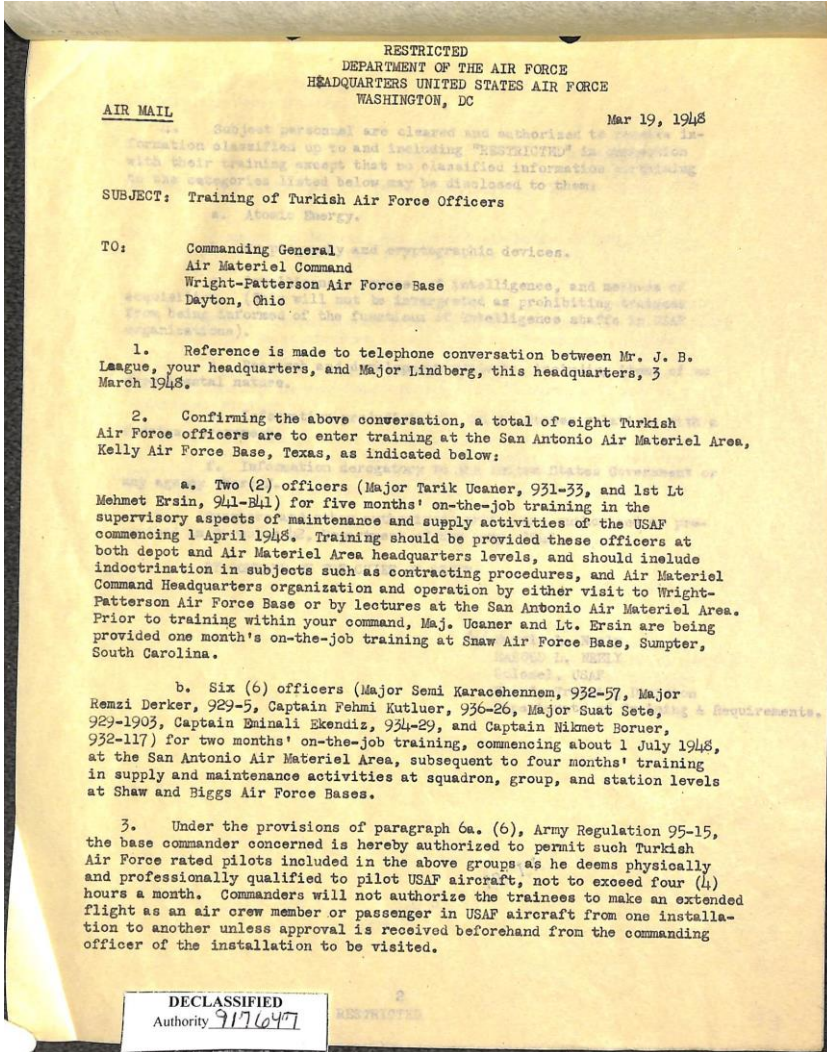 RESTRICTED
DEPARTMENT OF THE AIR FORCE
HEADQUARTERS UNITED STATES AIR FORCE
WASHINGTON, DC
AIR MAIL
Mar 19, 1948
SUBJECT: Training of Turkish Air Force Officers
TO: Commanding General
Air Materiel Command
Wright-Patterson Air Force Base
Dayton, Ohio
1. Reference is made to telephone conversation between Mr. J. B.
League, your headquarters, and Major Lindberg, this headquarters, 3
March 1948.
2. Confirming the above conversation, a total of eight Turkish
Air Force officers are to enter training at the San Antonio Air Materiel Area,
Kelly Air Force Base, Texas, as indicated below:
a. Two (2) officers (Major Tarik Ucaner, 931-33, and 1st Lt
Mehmet Ersin, 941-B41) for five months' on-the-job training in the
supervisory aspects of maintenance and supply activities of the USAF
commencing 1 April 1948. Training should be provided these officers at
both depot and Air Materiel Area headquarters levels, and should include
indoctrination in subjects such as contracting procedures, and Air Materiel
Command Headquarters organization and operation by either visit to Wright-
Patterson Air Force Base or by lectures at the San Antonio Air Materiel Area.
Prior to training within your command, Maj. Ucaner and Lt. Ersin are being
provided one month's on-the-job training at Snaw Air Force Base, Sumpter,
South Carolina.
b. Six (6) officers (Major Semi Karacehennem, 932-57, Major
Remzi Derker, 929-5, Captain Fehmi Kutluer, 936-26, Major Suat Sete,
929-1903, Captain Eminali Ekendiz, 934-29, and Captain Nikmet Boruer,
932-117) for two months' on-the-job training, commencing about 1 July 1948,
at the San Antonio Air Materiel Area, subsequent to four months' training
in supply and maintenance activities at squadron, group, and station levels
at Shaw and Biggs Air Force Bases.
3. Under the provisions of paragraph 6a. (6), Army Regulation 95-15,
the base commander concerned is hereby authorized to permit such Turkish
Air Force rated pilots included in the above groups as he deems physically
and professionally qualified to pilot USAF aircraft, not to exceed four (4)
hours a month. Commanders will not authorize the trainees to make an extended
flight as an air crew member or passenger in USAF aircraft from one installa-
tion to another unless approval is received beforehand from the commanding
officer of the installation to be visited.
2
RESTRICTED
DECLASSIFIED
Authority 917647